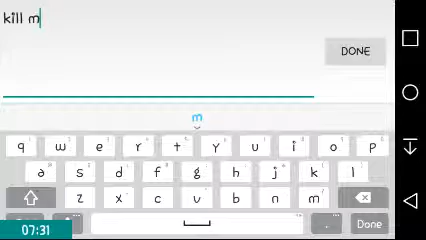 kill m
DONE
m
q w e r t y u i o p
a s d f g h j k l
z x c v b n m
. Done
07:31